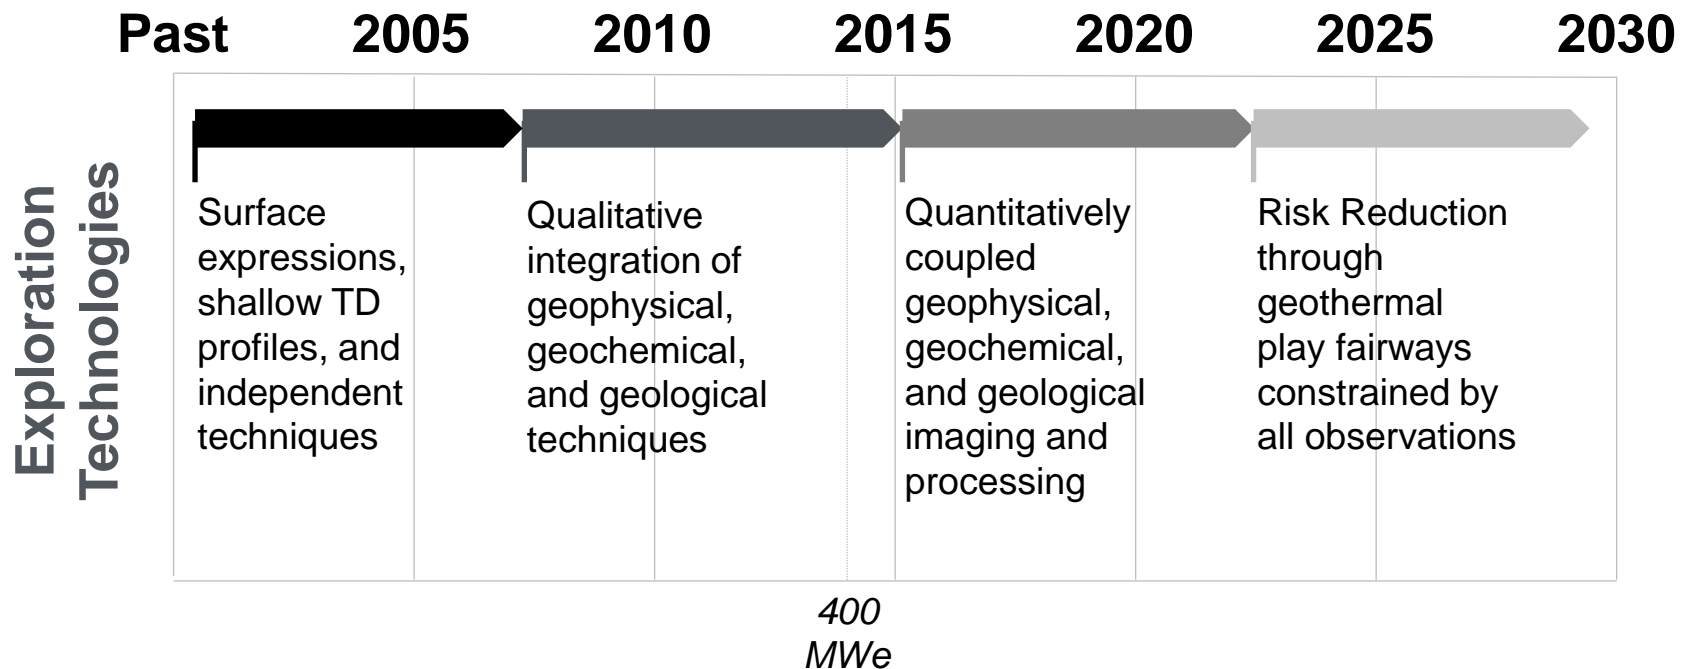 Past 2005 2010 2015 2020 2025 2030
Exploration
Technologies
Surface
expressions,
shallow TD
profiles, and
independent
techniques
Qualitative
integration of
geophysical,
geochemical,
and geological
techniques
Quantitatively
coupled
geophysical,
geochemical,
and geological
imaging and
processing
Risk Reduction
through
geothermal
play fairways
constrained by
all observations
400
MWe